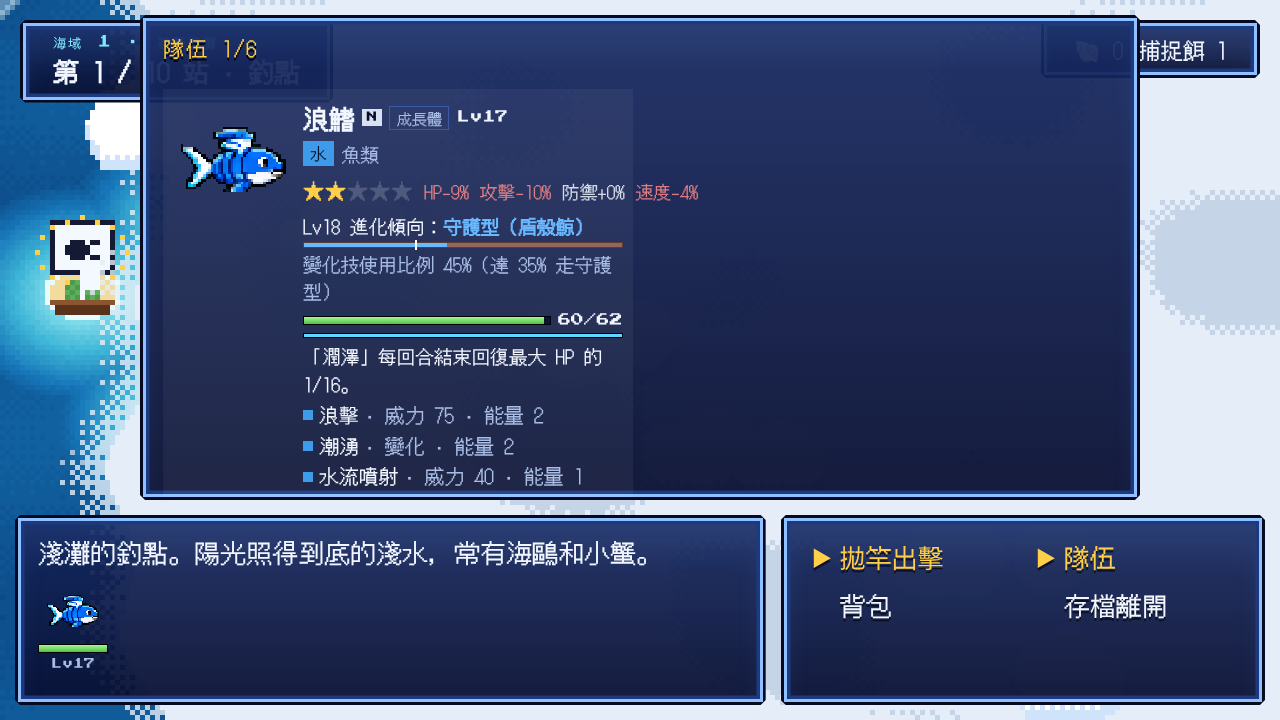 海域 1 ·
第 1/10 站 · 釣點
隊伍 1/6
0 捕捉餌 1
浪鰭 N 成長體 Lv17
水 魚類
★★★★★ HP-9% 攻擊-10% 防禦+0% 速度-4%
Lv18 進化傾向：守護型（盾殼鯨）
變化技使用比例 45%（達 35% 走守護
型）
60/62
「潤澤」每回合結束回復最大 HP 的
1/16。
浪擊 · 威力 75 · 能量 2
潮湧 · 變化 · 能量 2
水流噴射 · 威力 40 · 能量 1
淺灘的釣點。陽光照得到底的淺水，常有海鷗和小蟹。
Lv17
▶ 拋竿出擊
▶ 隊伍
背包
存檔離開